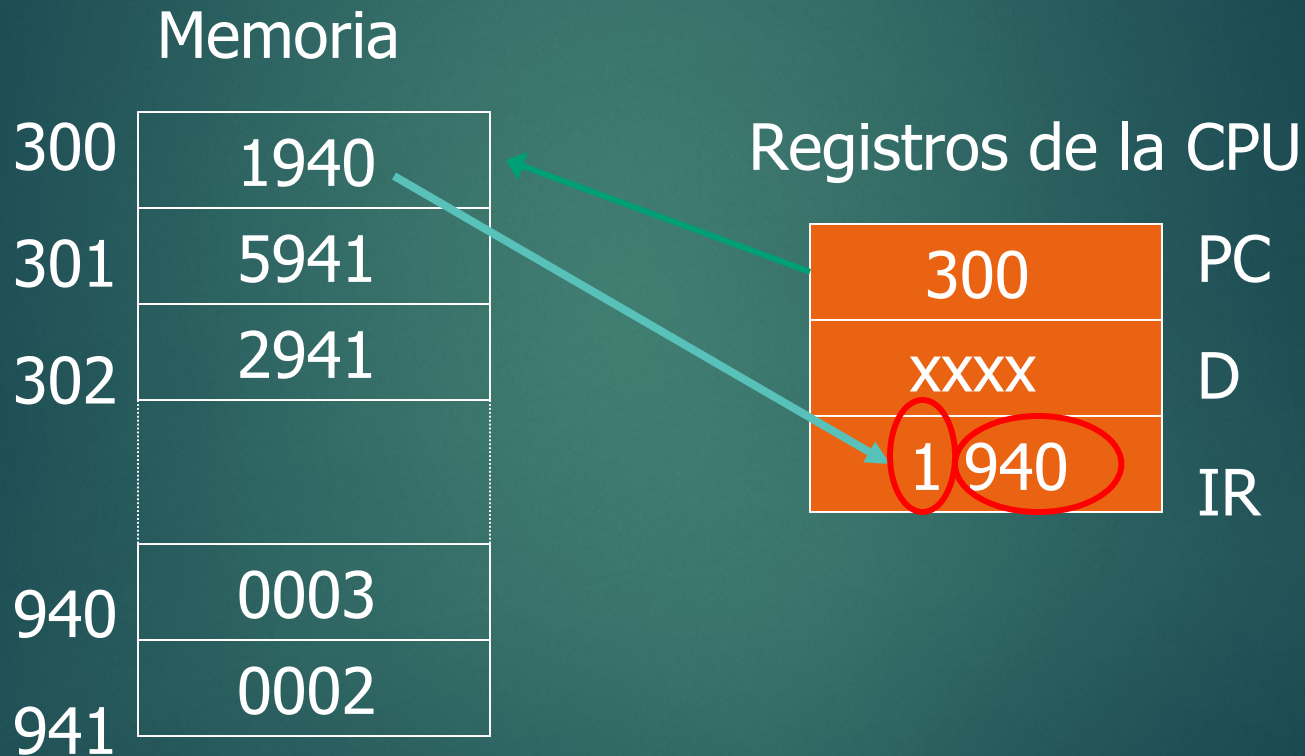 Memoria
300 1940
301 5941
302 2941
940 0003
941 0002
Registros de la CPU
300 PC
xxxx D
1 940 IR